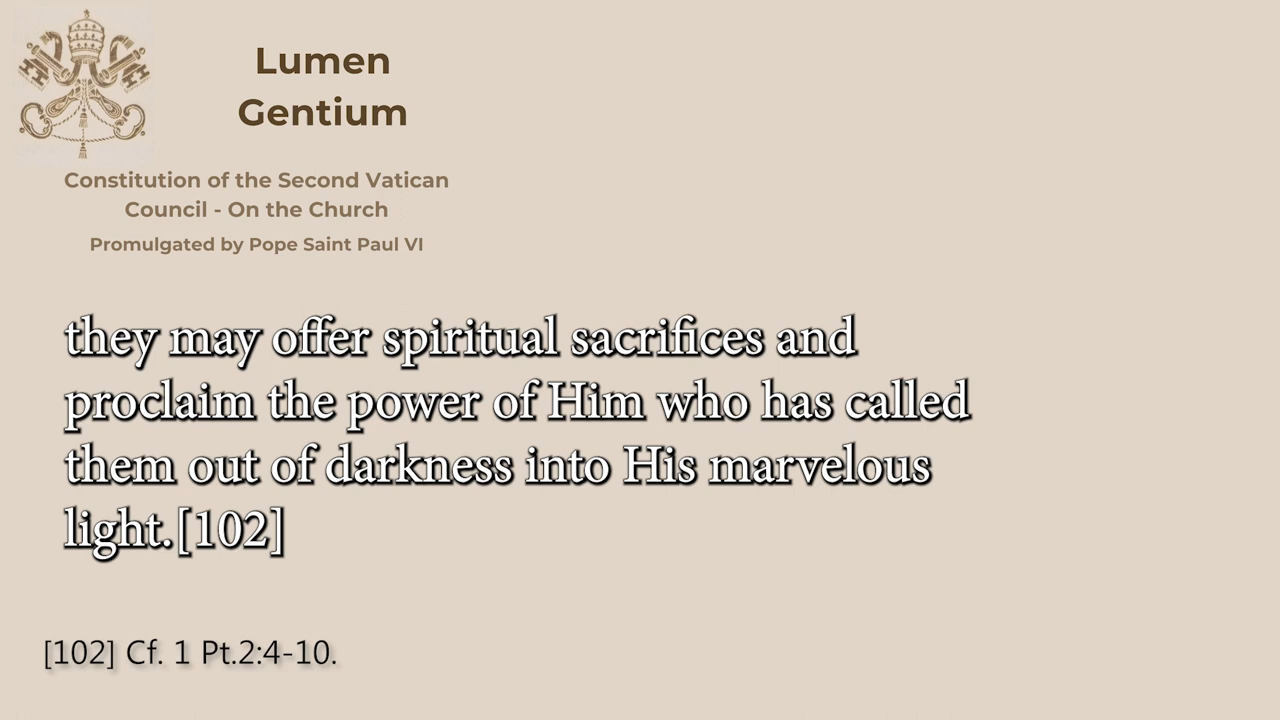 Lumen
Gentium
Constitution of the Second Vatican
Council - On the Church
Promulgated by Pope Saint Paul VI
they may offer spiritual sacrifices and
proclaim the power of Him who has called
them out of darkness into His marvelous
light.[102]
[102] Cf. 1 Pt.2:4-10.